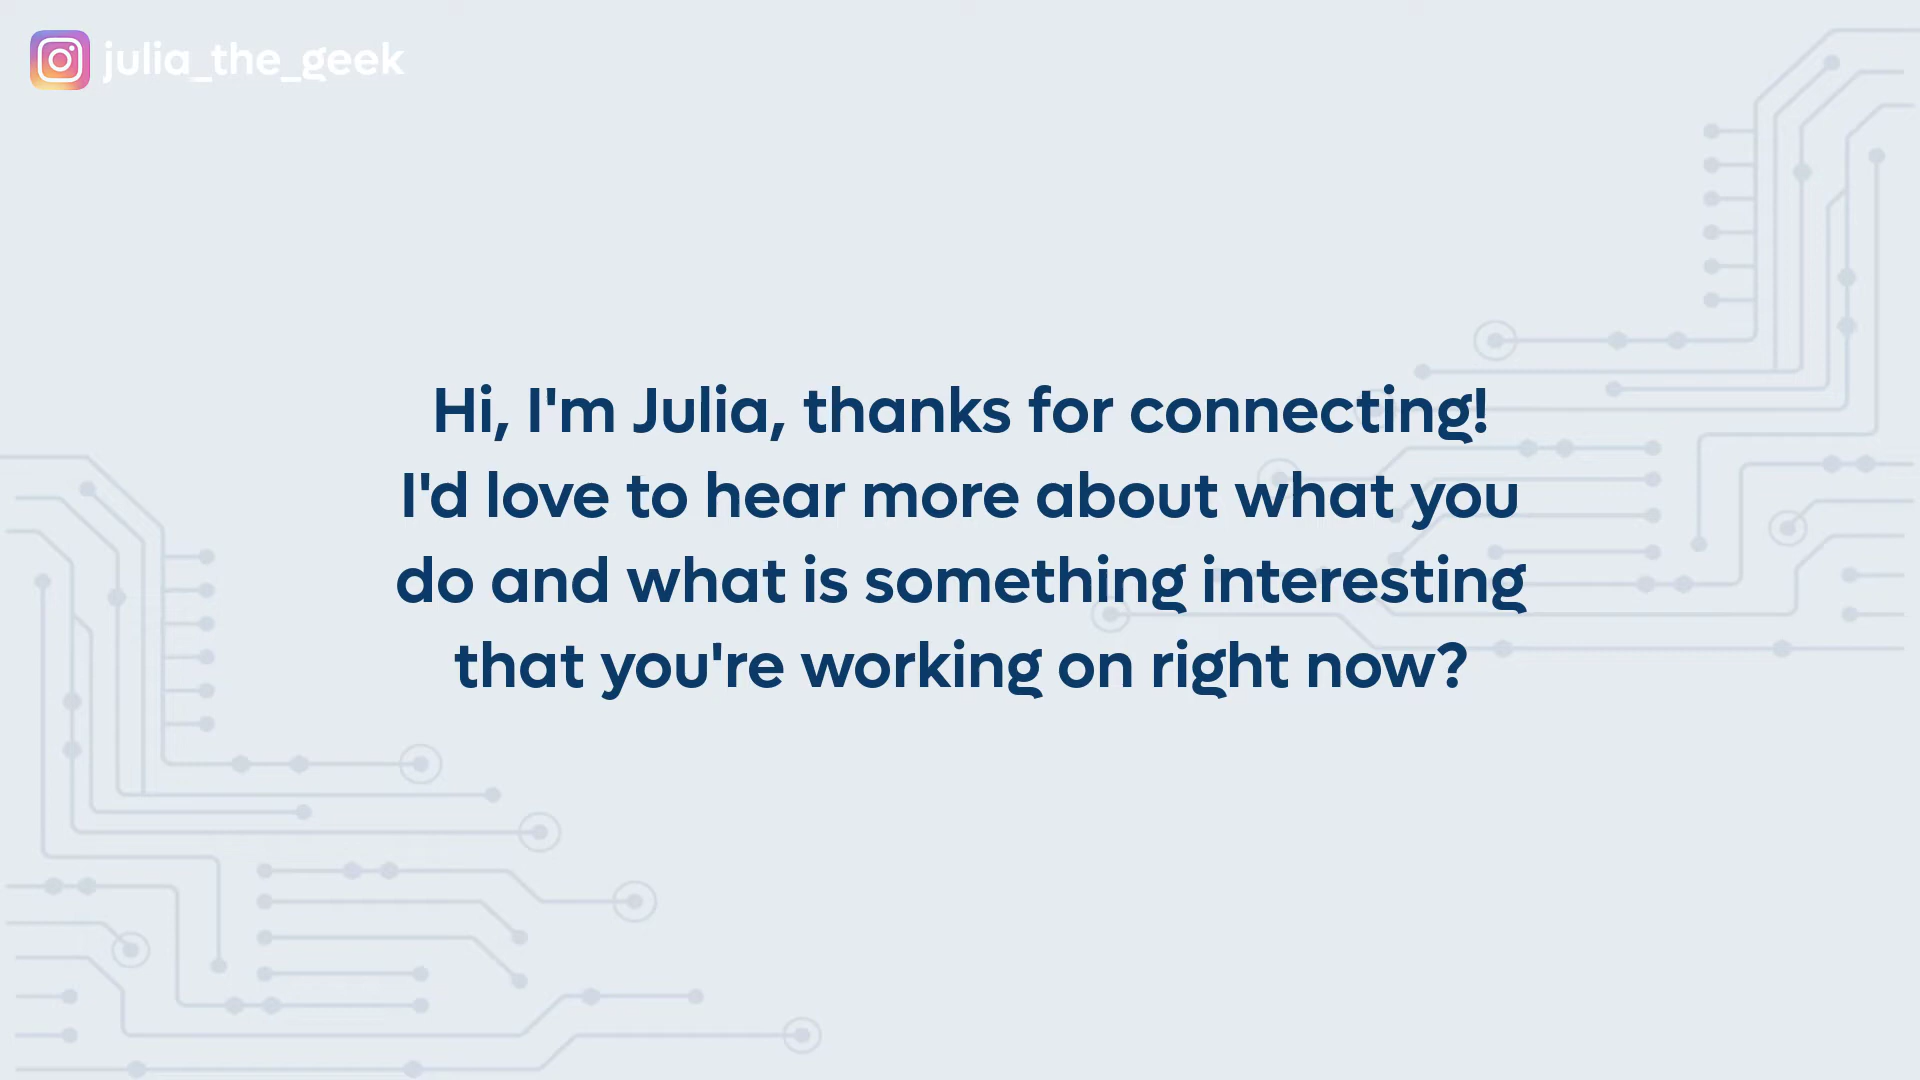 julia_the_geek
Hi, I'm Julia, thanks for connecting!
I'd love to hear more about what you
do and what is something interesting
that you're working on right now?